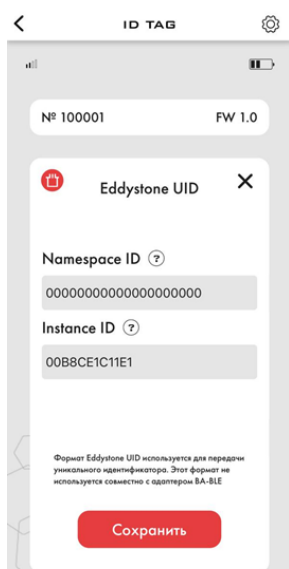 ID TAG
№ 100001 FW 1.0
Eddystone UID
Namespace ID ?
00000000000000000000
Instance ID ?
00B8CE1C11E1
Формат Eddystone UID используется для передачи
уникального идентификатора. Этот формат не
используется совместно с адаптером BA-BLE
Сохранить